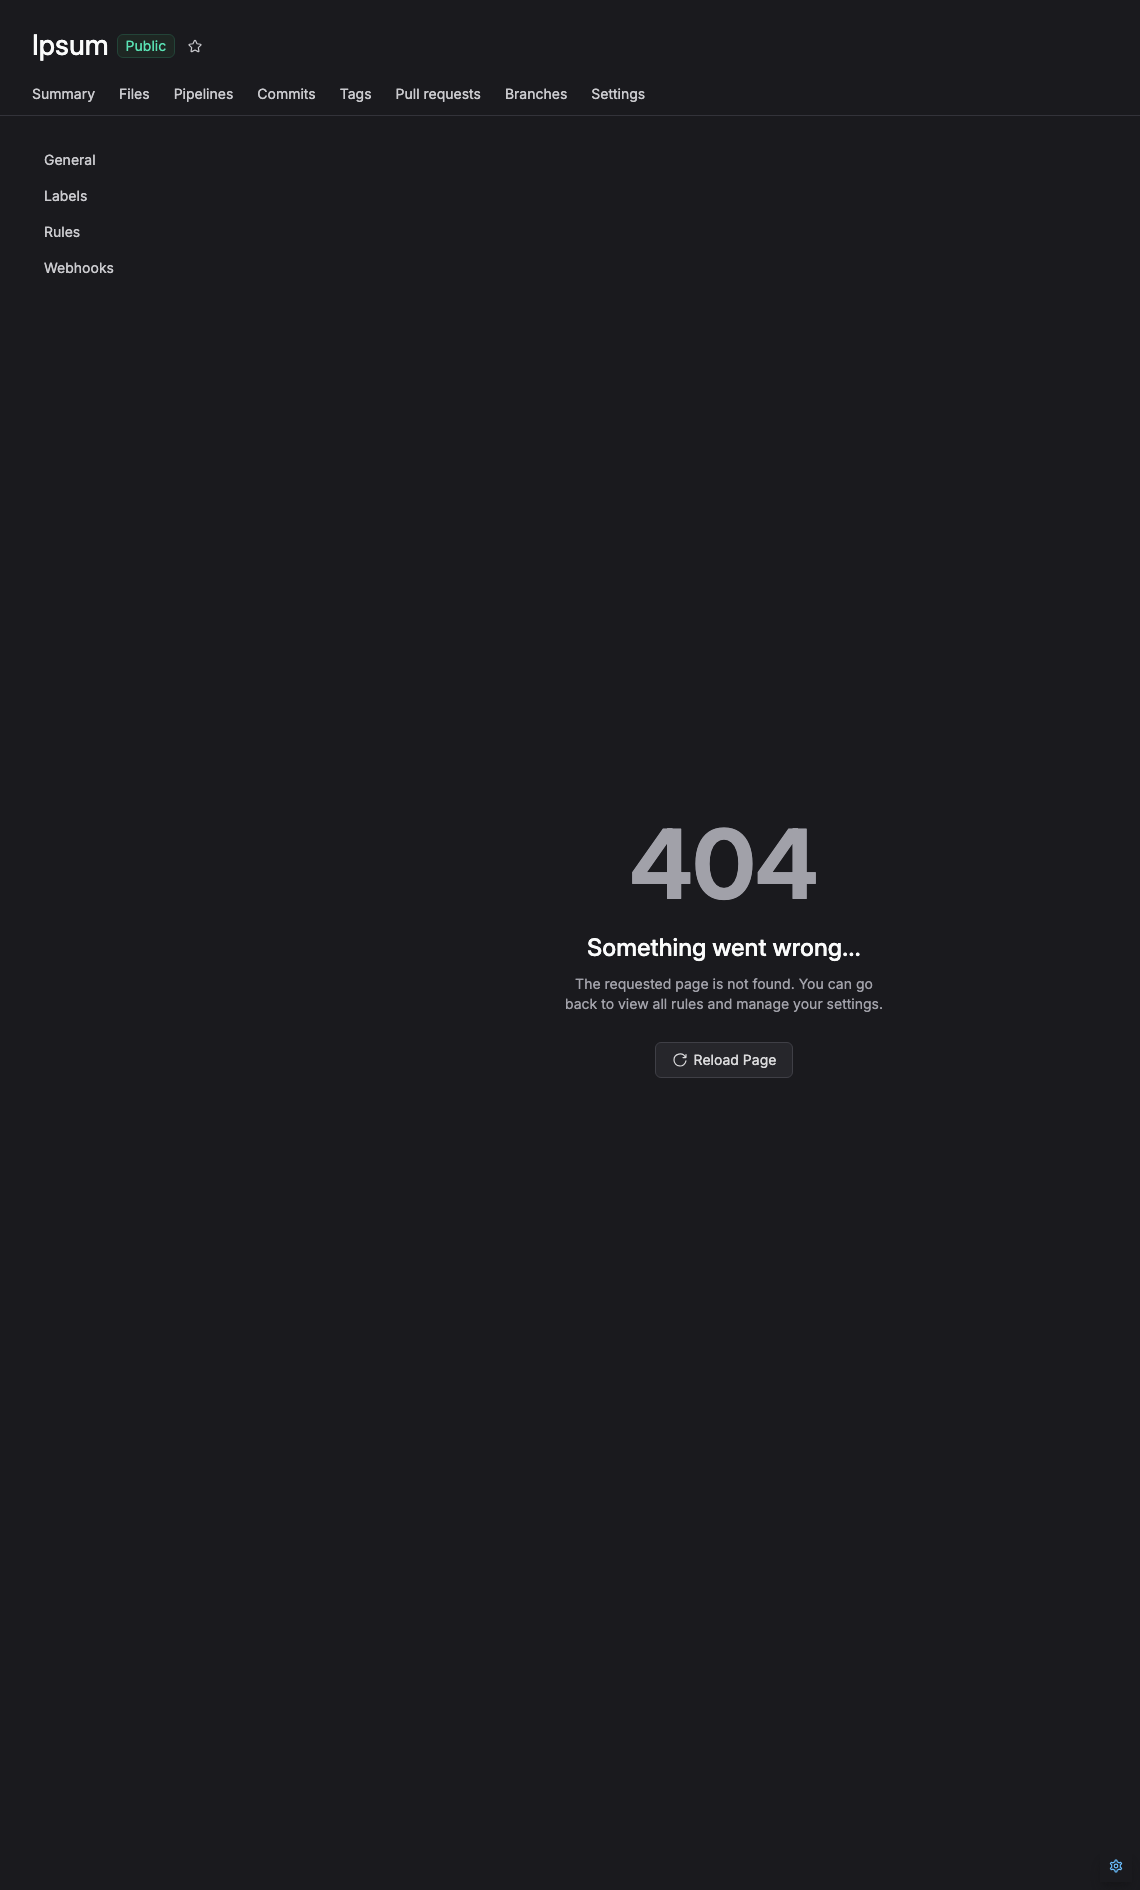 Ipsum Public
Summary Files Pipelines Commits Tags Pull requests Branches Settings
General
Labels
Rules
Webhooks
404
Something went wrong...
The requested page is not found. You can go
back to view all rules and manage your settings.
Reload Page